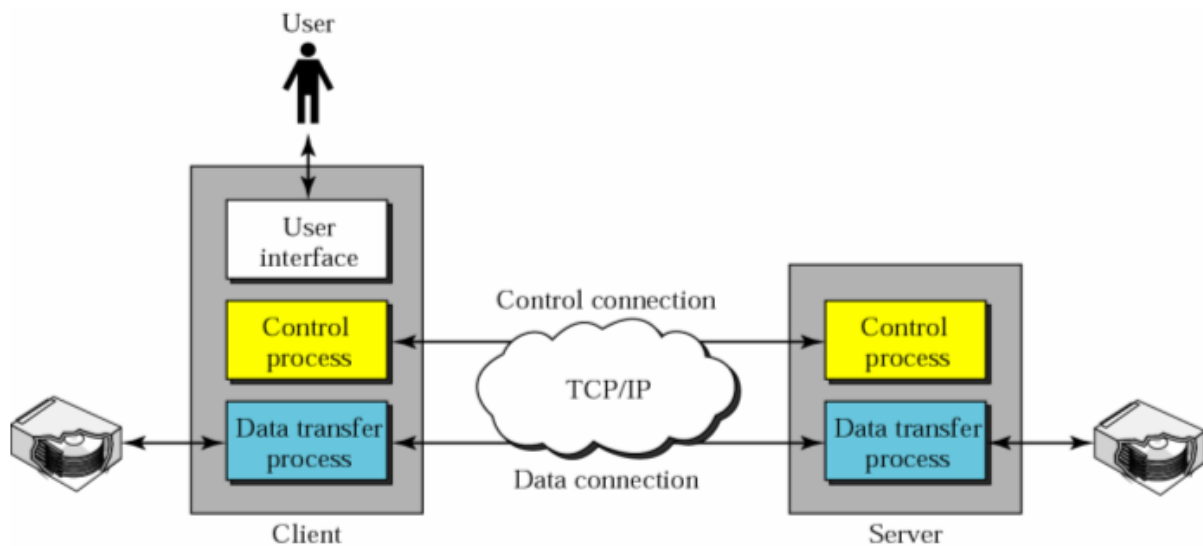 User
User
interface
Control
process
Data transfer
process
Client
Control connection
TCP/IP
Data connection
Control
process
Data transfer
process
Server